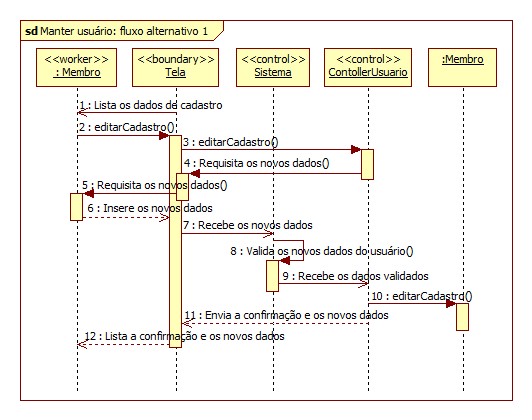 sd Manter usuário: fluxo alternativo 1
<<worker>>
: Membro
<<boundary>>
Tela
<<control>>
Sistema
<<control>>
ContollerUsuario
:Membro
1 : Lista os dados de cadastro
2 : editarCadastro()
3 : editarCadastro()
4 : Requisita os novos dados()
5 : Requisita os novos dados()
6 : Insere os novos dados
7 : Recebe os novos dados
8 : Valida os novos dados do usuário()
9 : Recebe os dados validados
10 : editarCadastro()
11 : Envia a confirmação e os novos dados
12 : Lista a confirmação e os novos dados